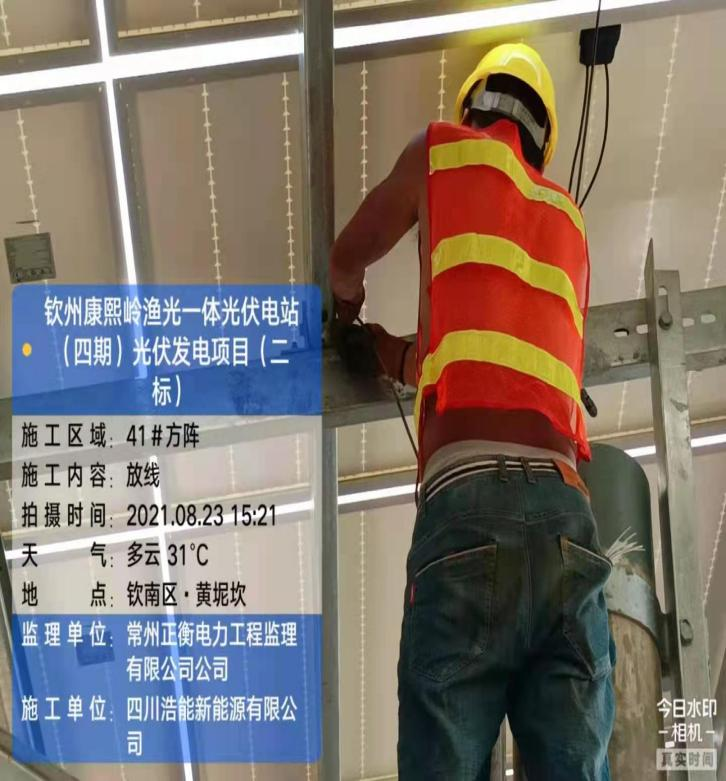 钦州康熙岭渔光一体光伏电站
（四期）光伏发电项目（二
标）
施工区域：41#方阵
施工内容：放线
拍摄时间：2021.08.23 15:21
天气：多云 31℃
地点：钦南区·黄坭坎
监理单位：常州正衡电力工程监理
有限公司公司
施工单位：四川浩能新能源有限公
司
今日水印
-相机-
真实时间